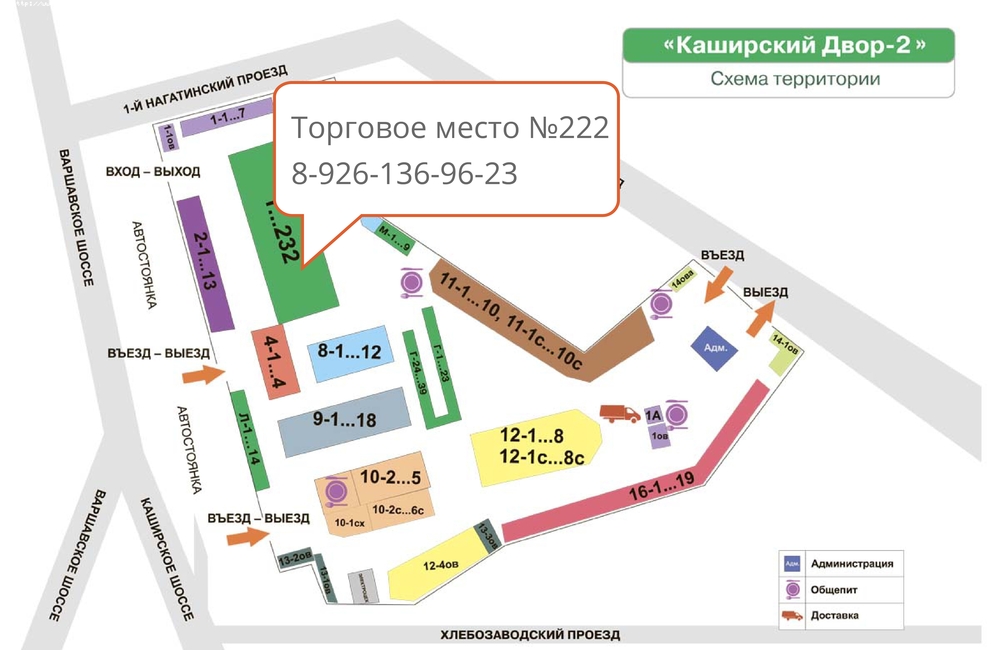 «Каширский Двор-2»
Схема территории
1-Й НАГАТИНСКИЙ ПРОЕЗД
1-1...7
1-1ов
Торговое место №222
8-926-136-96-23
ВАРШАВСКОЕ ШОССЕ
ВХОД – ВЫХОД
АВТОСТОЯНКА
2-1...13
1...232
М-1...9
11-1...10, 11-1с...10с
14ова
ВЪЕЗД
ВЫЕЗД
Адм.
14-1ов
ВЪЕЗД – ВЫЕЗД
4-1...4
8-1...12
Г-24...39
Г-1...23
9-1...18
Л-1...14
АВТОСТОЯНКА
12-1...8
12-1с...8с
1А
1ов
10-2...5
10-2с...6с
10-1сх
16-1...19
ВЪЕЗД – ВЫЕЗД
13-2ов
13-1ов
ЭЛЕКТРОЦЕХ
12-4ов
13-3ов
ВАРШАВСКОЕ ШОССЕ
КАШИРСКОЕ ШОССЕ
ХЛЕБОЗАВОДСКИЙ ПРОЕЗД
Адм. Администрация
Общепит
Доставка